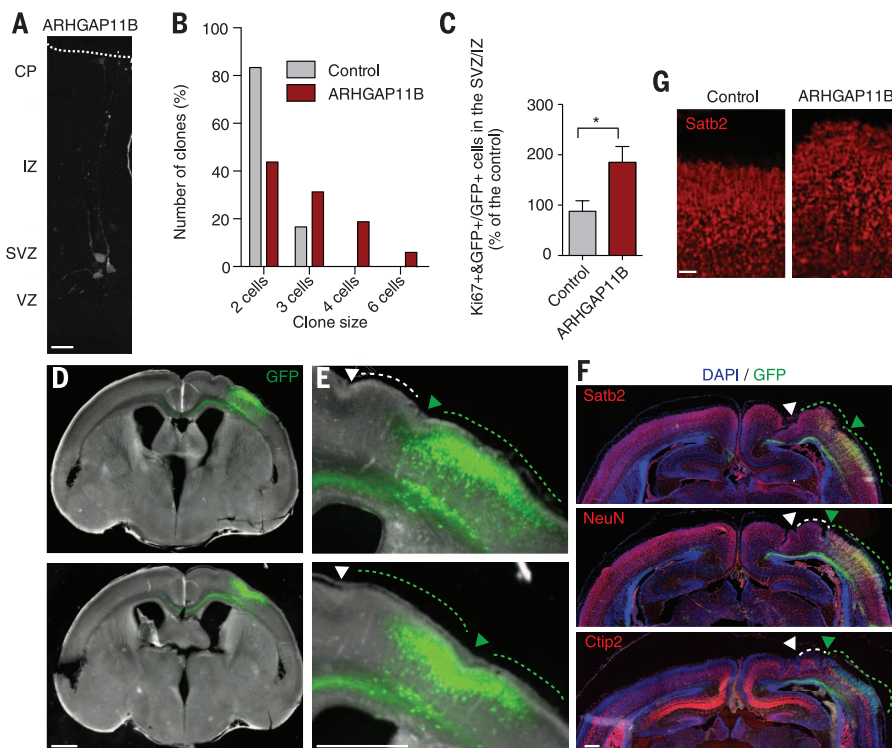 A
ARHGAP11B
CP
IZ
SVZ
VZ
B
Number of clones (%)
100
80
60
40
20
0
Control
ARHGAP11B
2 cells
3 cells
4 cells
6 cells
Clone size
C
Ki67+&GFP+/GFP+ cells in the SVZ/IZ
(% of the control)
300
200
100
0
*
Control
ARHGAP11B
G
Control
ARHGAP11B
Satb2
D
GFP
E
F
DAPI / GFP
Satb2
NeuN
Ctip2